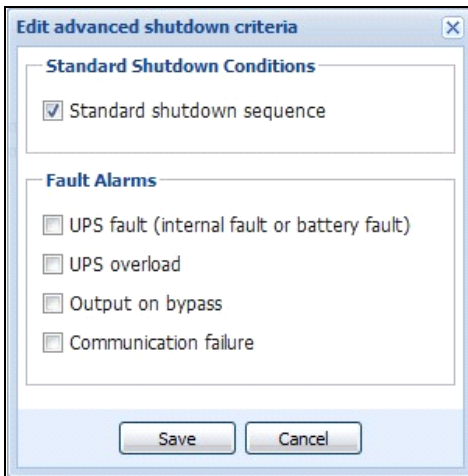 Edit advanced shutdown criteria
Standard Shutdown Conditions
Standard shutdown sequence
Fault Alarms
UPS fault (internal fault or battery fault)
UPS overload
Output on bypass
Communication failure
Save Cancel